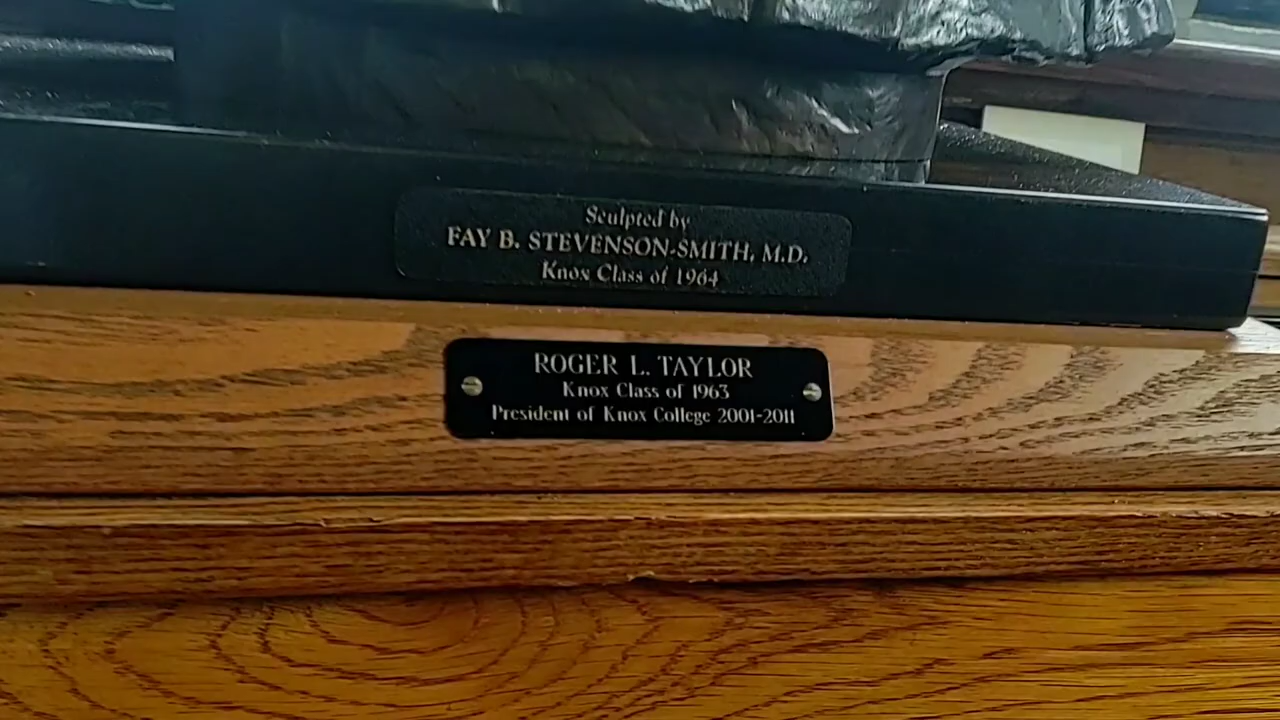 Sculpted by
FAY B. STEVENSON-SMITH, M.D.
Knox Class of 1964
ROGER L. TAYLOR
Knox Class of 1963
President of Knox College 2001-2011